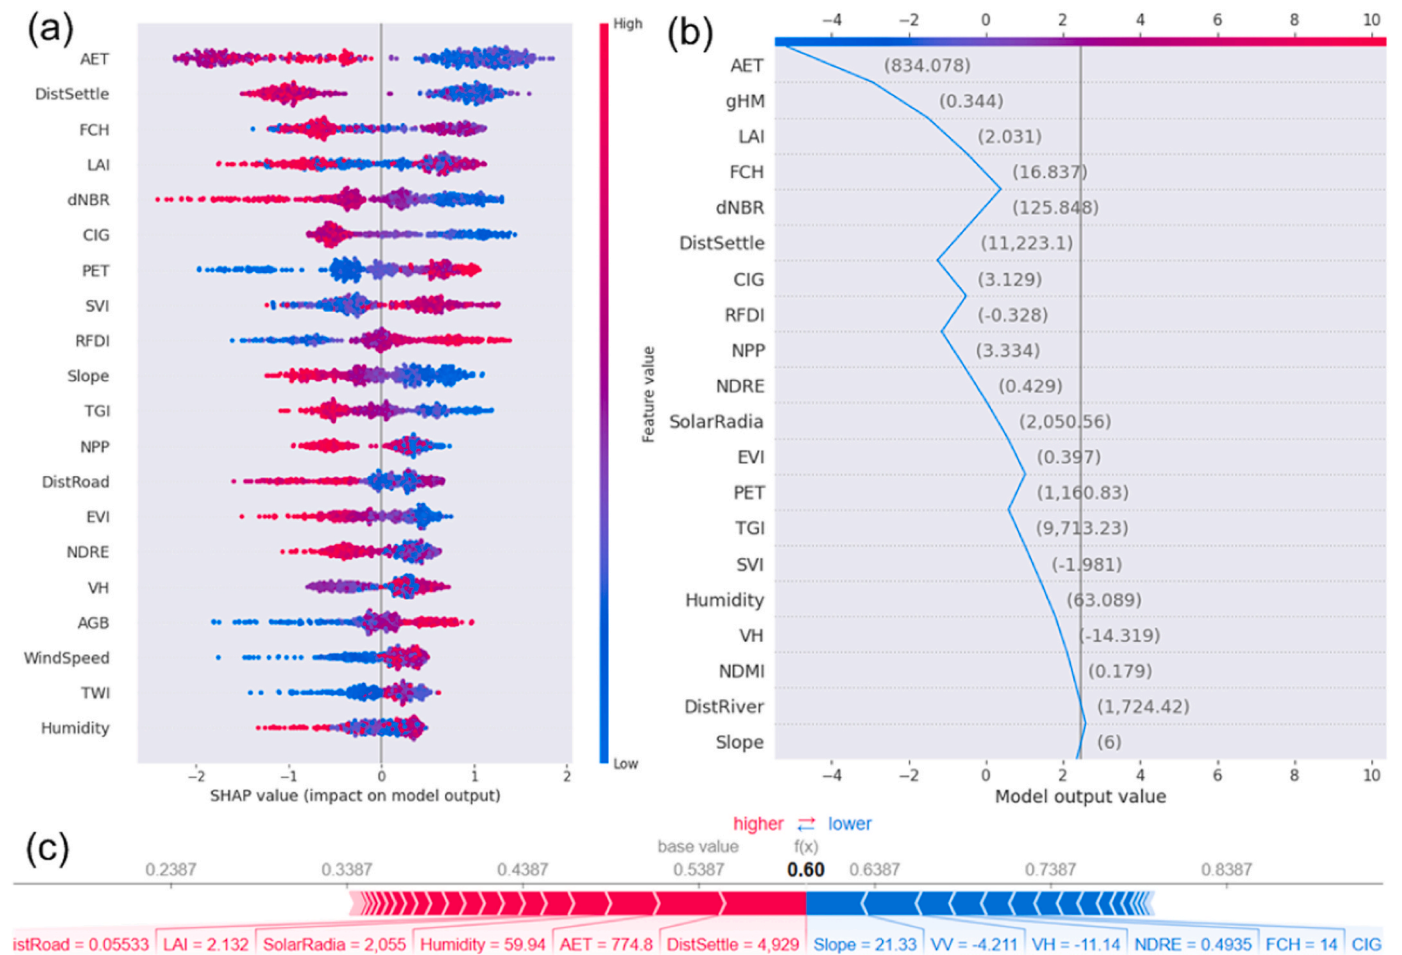 (a)
High
AET
DistSettle
FCH
LAI
dNBR
CIG
PET
SVI
RFDI
Slope
TGI
NPP
DistRoad
EVI
NDRE
VH
AGB
WindSpeed
TWI
Humidity
−2 −1 0 1 2
SHAP value (impact on model output)
Feature value
Low
(b)
−4 −2 0 2 4 6 8 10
AET (834.078)
gHM (0.344)
LAI (2.031)
FCH (16.837)
dNBR (125.848)
DistSettle (11,223.1)
CIG (3.129)
RFDI (-0.328)
NPP (3.334)
NDRE (0.429)
SolarRadia (2,050.56)
EVI (0.397)
PET (1,160.83)
TGI (9,713.23)
SVI (-1.981)
Humidity (63.089)
VH (-14.319)
NDMI (0.179)
DistRiver (1,724.42)
Slope (6)
−4 −2 0 2 4 6 8 10
Model output value
(c)
higher ⇄ lower
base value f(x)
0.2387 0.3387 0.4387 0.5387 0.60 0.6387 0.7387 0.8387
istRoad = 0.05533 LAI = 2.132 SolarRadia = 2,055 Humidity = 59.94 AET = 774.8 DistSettle = 4,929 Slope = 21.33 VV = -4.211 VH = -11.14 NDRE = 0.4935 FCH = 14 CIG